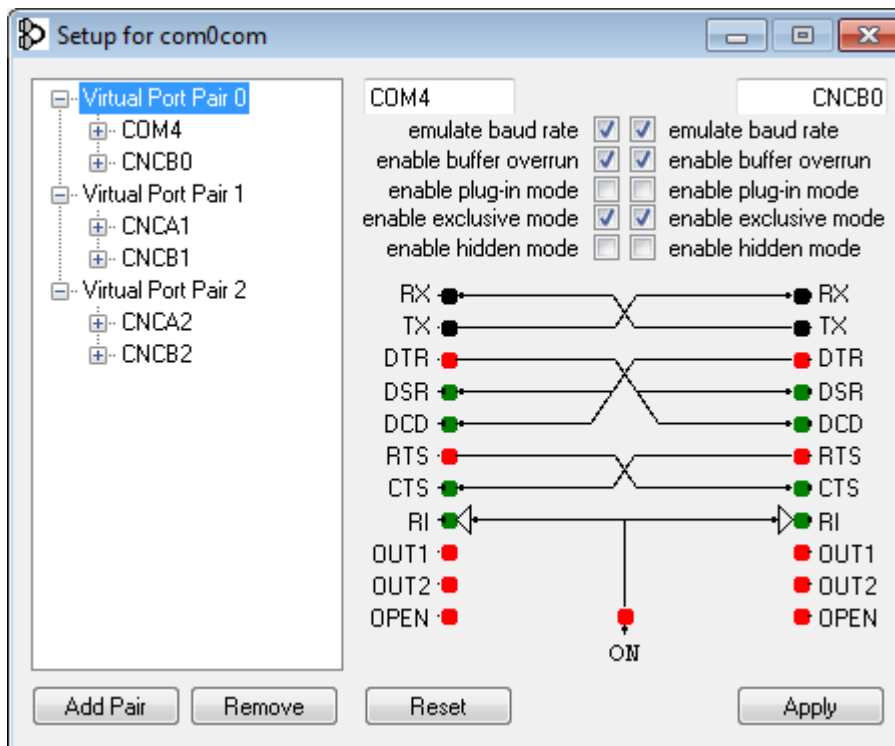 Setup for com0com
Virtual Port Pair 0
COM4
CNCB0
Virtual Port Pair 1
CNCA1
CNCB1
Virtual Port Pair 2
CNCA2
CNCB2
COM4 CNCB0
emulate baud rate emulate baud rate
enable buffer overrun enable buffer overrun
enable plug-in mode enable plug-in mode
enable exclusive mode enable exclusive mode
enable hidden mode enable hidden mode
RX RX
TX TX
DTR DTR
DSR DSR
DCD DCD
RTS RTS
CTS CTS
RI RI
OUT1 OUT1
OUT2 OUT2
OPEN OPEN
ON
Add Pair Remove Reset Apply